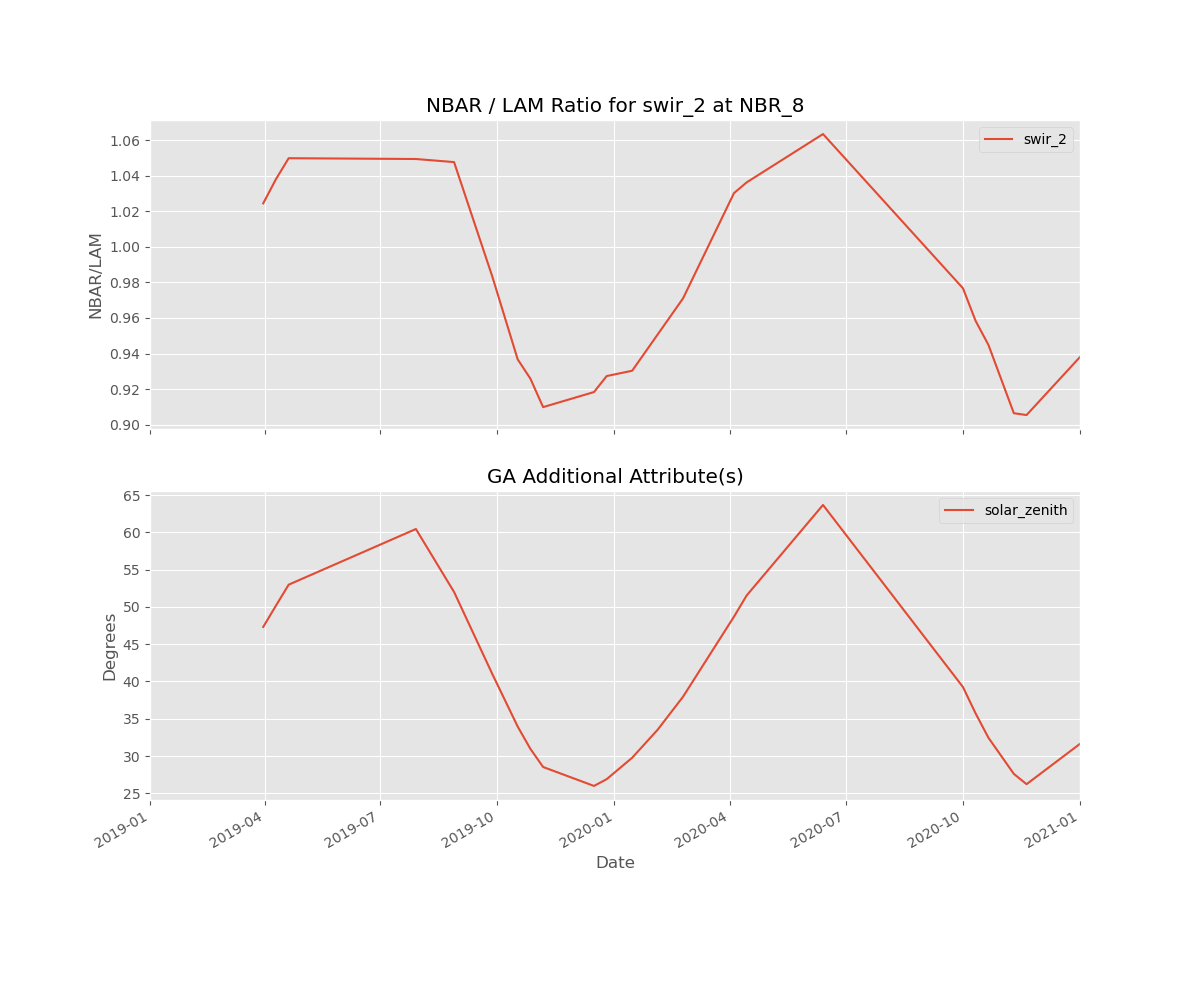 NBAR / LAM Ratio for swir_2 at NBR_8
swir_2
NBAR/LAM
1.06
1.04
1.02
1.00
0.98
0.96
0.94
0.92
0.90
GA Additional Attribute(s)
solar_zenith
Degrees
65
60
55
50
45
40
35
30
25
2019-01 2019-04 2019-07 2019-10 2020-01 2020-04 2020-07 2020-10 2021-01
Date